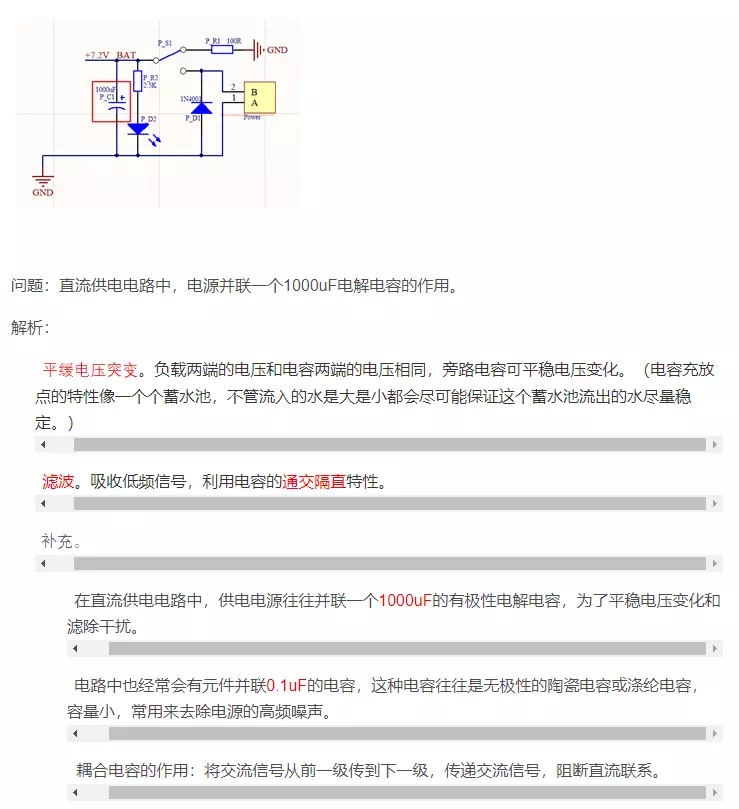 P_S1
P_R1 100R
GND
+7.2V BAT
1000uF
P_C1
+
P_R2
2.3K
P_D2
1N4001
P_D1
2
1
B
A
Power
GND
问题：直流供电电路中，电源并联一个1000uF电解电容的作用。
解析：
平缓电压突变。负载两端的电压和电容两端的电压相同，旁路电容可平稳电压变化。（电容充放
点的特性像一个个蓄水池，不管流入的水是大是小都会尽可能保证这个蓄水池流出的水尽量稳
定。）
滤波。吸收低频信号，利用电容的通交隔直特性。
补充。
在直流供电电路中，供电电源往往并联一个1000uF的有极性电解电容，为了平稳电压变化和
滤除干扰。
电路中也经常会有元件并联0.1uF的电容，这种电容往往是无极性的陶瓷电容或涤纶电容，
容量小，常用来去除电源的高频噪声。
耦合电容的作用：将交流信号从前一级传到下一级，传递交流信号，阻断直流联系。